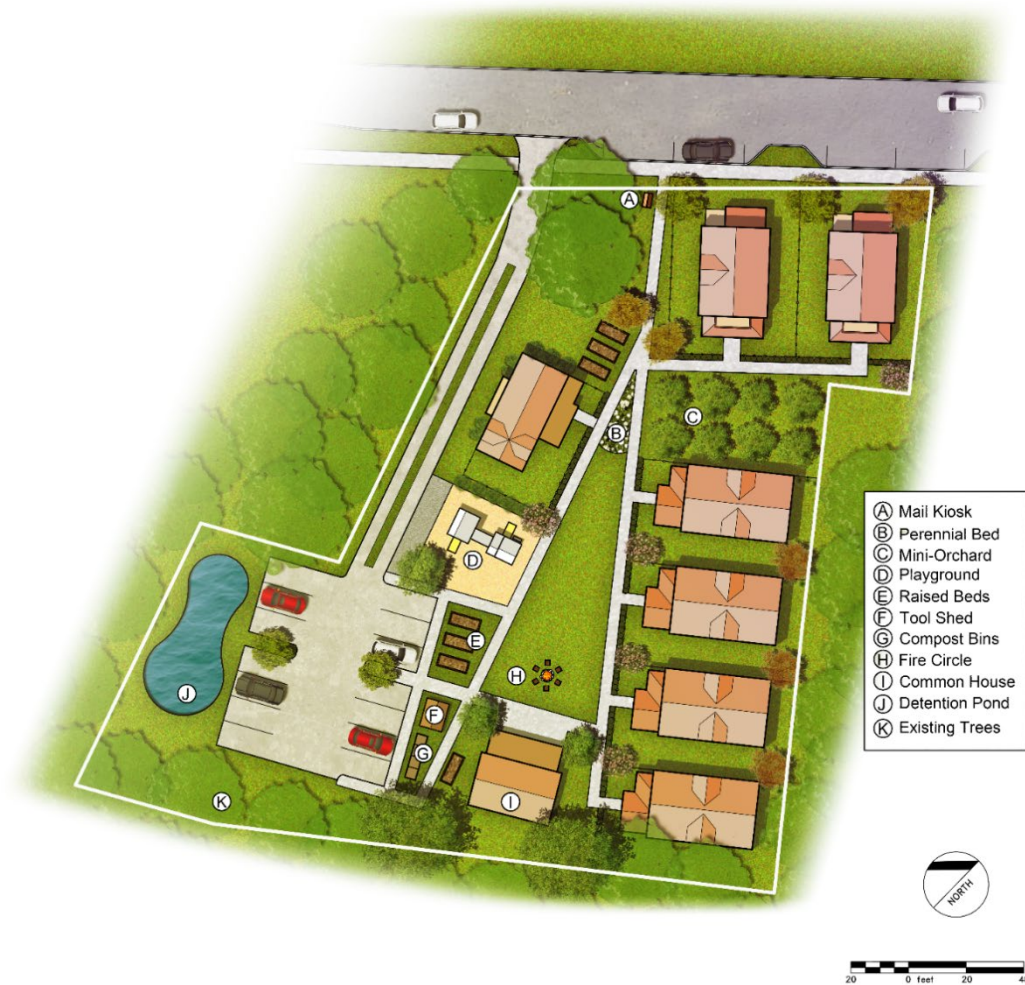 A
B
C
D
E
F
G
H
I
J
K
A Mail Kiosk
B Perennial Bed
C Mini-Orchard
D Playground
E Raised Beds
F Tool Shed
G Compost Bins
H Fire Circle
I Common House
J Detention Pond
K Existing Trees
NORTH
20 0 feet 20